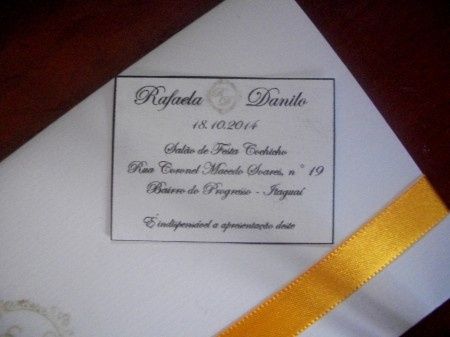 Rafaela Danilo
18.10.2014
Salão de Festa Cochicho
Rua Coronel Macedo Soares, n° 19
Bairro do Progresso - Itaguaí
É indispensável a apresentação deste